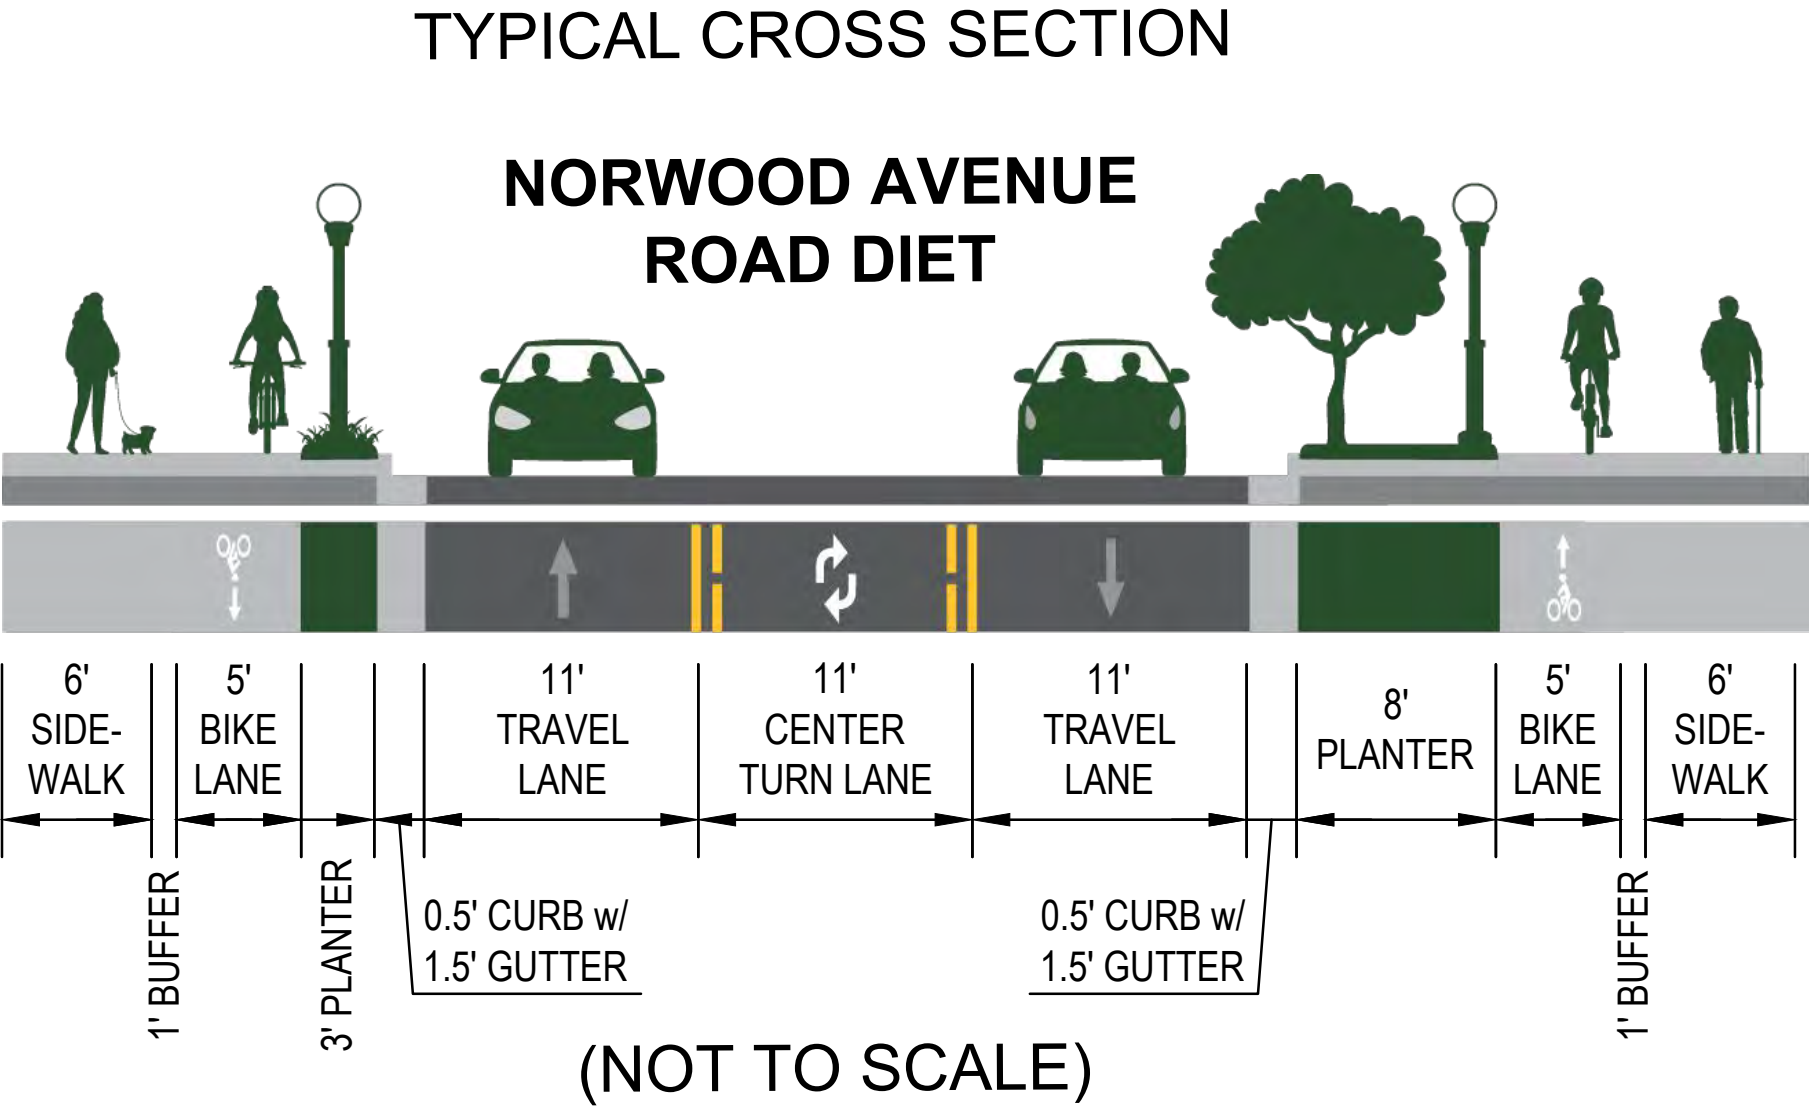 TYPICAL CROSS SECTION
NORWOOD AVENUE
ROAD DIET
6'
SIDE-
WALK
1' BUFFER
5'
BIKE
LANE
3' PLANTER
0.5' CURB w/
1.5' GUTTER
11'
TRAVEL
LANE
11'
CENTER
TURN LANE
11'
TRAVEL
LANE
0.5' CURB w/
1.5' GUTTER
8'
PLANTER
5'
BIKE
LANE
1' BUFFER
6'
SIDE-
WALK
(NOT TO SCALE)